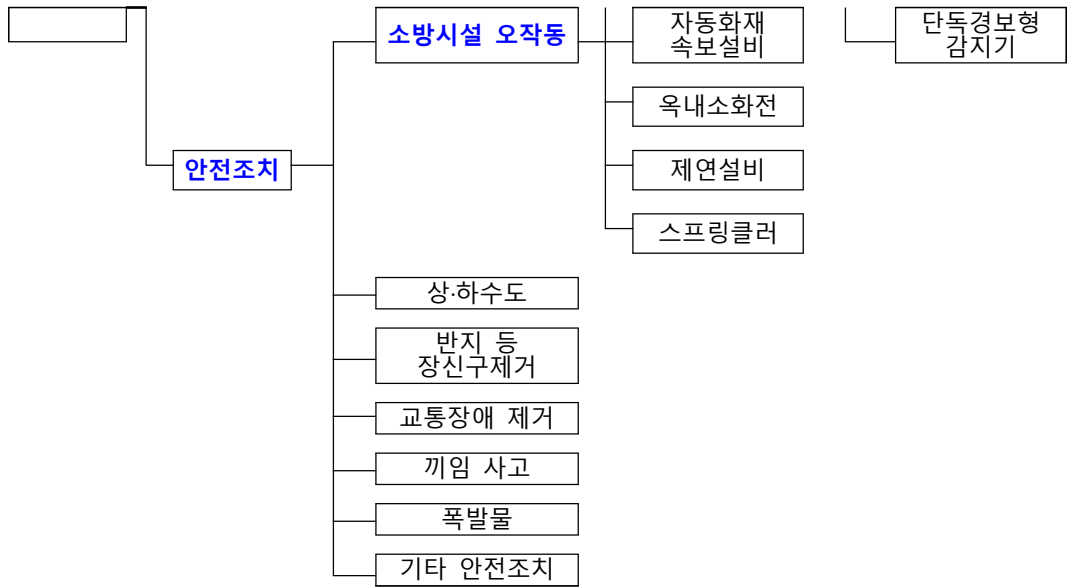 소방시설 오작동
자동화재
속보설비
단독경보형
감지기
옥내소화전
안전조치
제연설비
스프링클러
상·하수도
반지 등
장신구제거
교통장애 제거
끼임 사고
폭발물
기타 안전조치